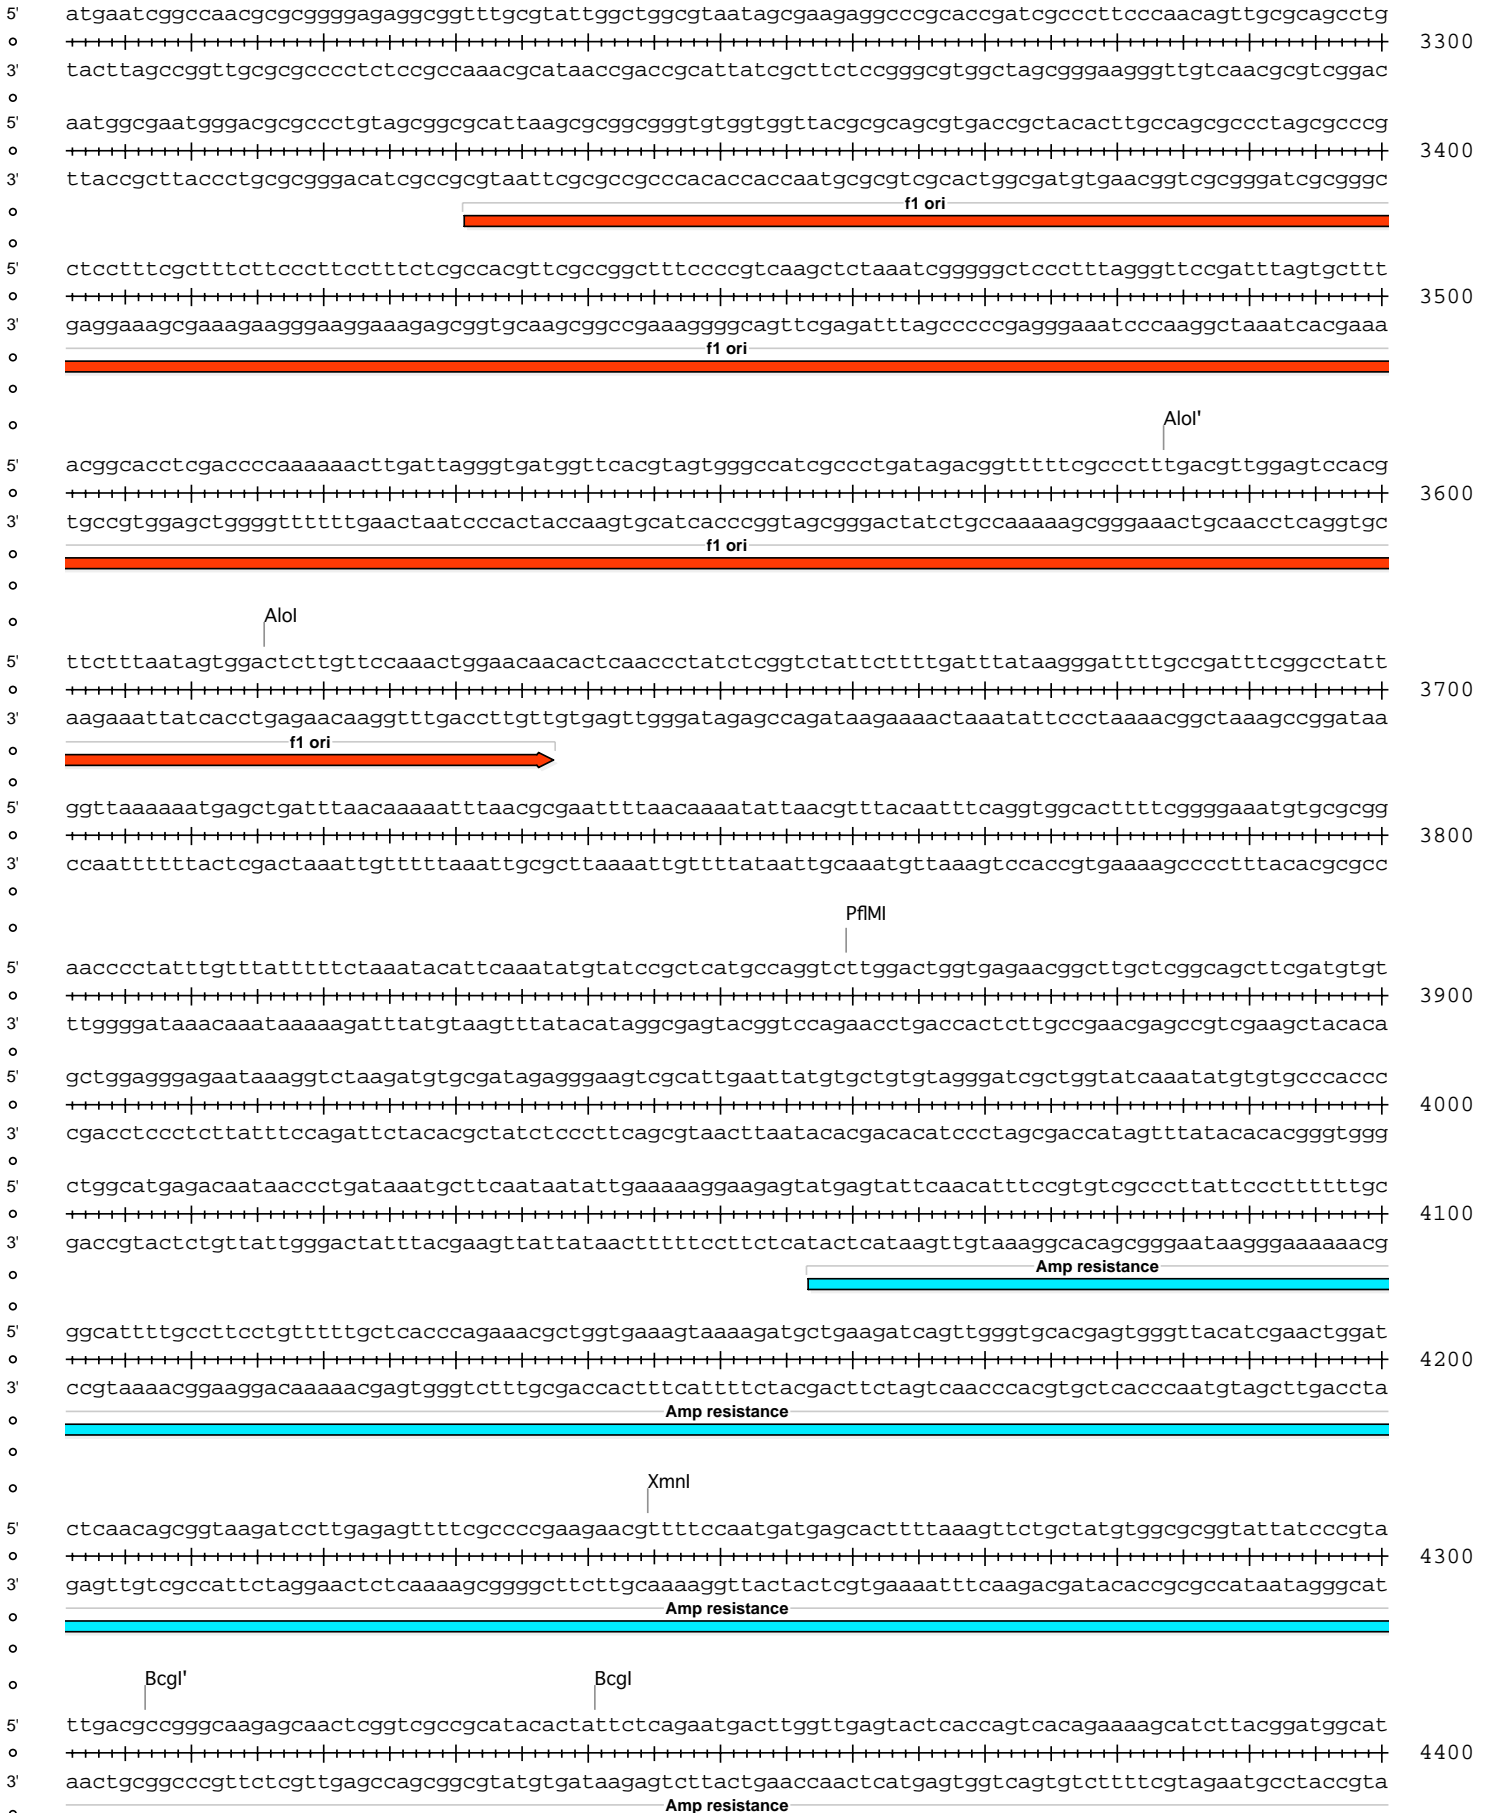 5' atgaatcggccaacgcgcggggagaggcggtttgcgtattggctggcgtaatagcgaagaggcccgcaccgatcgcccttcccaacagttgcgcagcctg
3300
3' tacttagccggttgcgcgcccctctccgccaaacgcataaccgaccgcattatcgcttctccgggcgtggctagcgggaagggttgtcaacgcgtcggac
5' aatggcgaatgggacgcgccctgtagcggcgcattaagcgcggcgggtgtggtggttacgcgcagcgtgaccgctacacttgccagcgccctagcgcccg
3400
3' ttaccgcttaccctgcgcgggacatcgccgcgtaattcgcgccgcccacaccaccaatgcgcgtcgcactggcgatgtgaacggtcgcgggatcgcgggc
f1 ori
5' ctcctttcgctttcttcccttcctttctcgccacgttcgccggctttccccgtcaagctctaaatcgggggctccctttagggttccgatttagtgcttt
3500
3' gaggaaagcgaaagaagggaaggaaagagcggtgcaagcggccgaaaggggcagttcgagatttagcccccgagggaaatcccaaggctaaatcacgaaa
f1 ori
AloI'
5' acggcacctcgaccccaaaaaacttgattagggtgatggttcacgtagtgggccatcgccctgatagacggtttttcgccctttgacgttggagtccacg
3600
3' tgccgtggagctggggttttttgaactaatcccactaccaagtgcatcacccggtagcgggactatctgccaaaaagcgggaaactgcaacctcaggtgc
f1 ori
AloI
5' ttctttaatagtggactcttgttccaaactggaacaacactcaaccctatctcggtctattcttttgatttataagggattttgccgatttcggcctatt
3700
3' aagaaattatcacctgagaacaaggtttgaccttgttgtgagttgggatagagccagataagaaaactaaatattccctaaaacggctaaagccggataa
f1 ori
5' ggttaaaaaatgagctgatttaacaaaaatttaacgcgaattttaacaaaatattaacgtttacaatttcaggtggcacttttcggggaaatgtgcgcgg
3800
3' ccaattttttactcgactaaattgtttttaaattgcgcttaaaattgttttataattgcaaatgttaaagtccaccgtgaaaagcccctttacacgcgcc
PflMI
5' aacccctatttgtttatttttctaaatacattcaaatatgtatccgctcatgccaggtcttggactggtgagaacggcttgctcggcagcttcgatgtgt
3900
3' ttggggataaacaaataaaaagatttatgtaagtttatacataggcgagtacggtccagaacctgaccactcttgccgaacgagccgtcgaagctacaca
5' gctggagggagaataaaggtctaagatgtgcgatagagggaagtcgcattgaattatgtgctgtgtagggatcgctggtatcaaatatgtgtgcccaccc
4000
3' cgacctccctcttatttccagattctacacgctatctcccttcagcgtaacttaatacacgacacatccctagcgaccatagtttatacacacgggtggg
5' ctggcatgagacaataaccctgataaatgcttcaataatattgaaaaaggaagagtatgagtattcaacatttccgtgtcgcccttattcccttttttgc
4100
3' gaccgtactctgttattgggactatttacgaagttattataactttttccttctcatactcataagttgtaaaggcacagcgggaataagggaaaaaacg
Amp resistance
5' ggcattttgccttcctgtttttgctcacccagaaacgctggtgaaagtaaaagatgctgaagatcagttgggtgcacgagtgggttacatcgaactggat
4200
3' ccgtaaaacggaaggacaaaaacgagtgggtctttgcgaccactttcattttctacgacttctagtcaacccacgtgctcacccaatgtagcttgaccta
Amp resistance
XmnI
5' ctcaacagcggtaagatccttgagagttttcgccccgaagaacgttttccaatgatgagcacttttaaagttctgctatgtggcgcggtattatcccgta
4300
3' gagttgtcgccattctaggaactctcaaaagcggggcttcttgcaaaaggttactactcgtgaaaatttcaagacgatacaccgcgccataatagggcat
Amp resistance
BcgI' BcgI
5' ttgacgccgggcaagagcaactcggtcgccgcatacactattctcagaatgacttggttgagtactcaccagtcacagaaaagcatcttacggatggcat
4400
3' aactgcggcccgttctcgttgagccagcggcgtatgtgataagagtcttactgaaccaactcatgagtggtcagtgtcttttcgtagaatgcctaccgta
Amp resistance